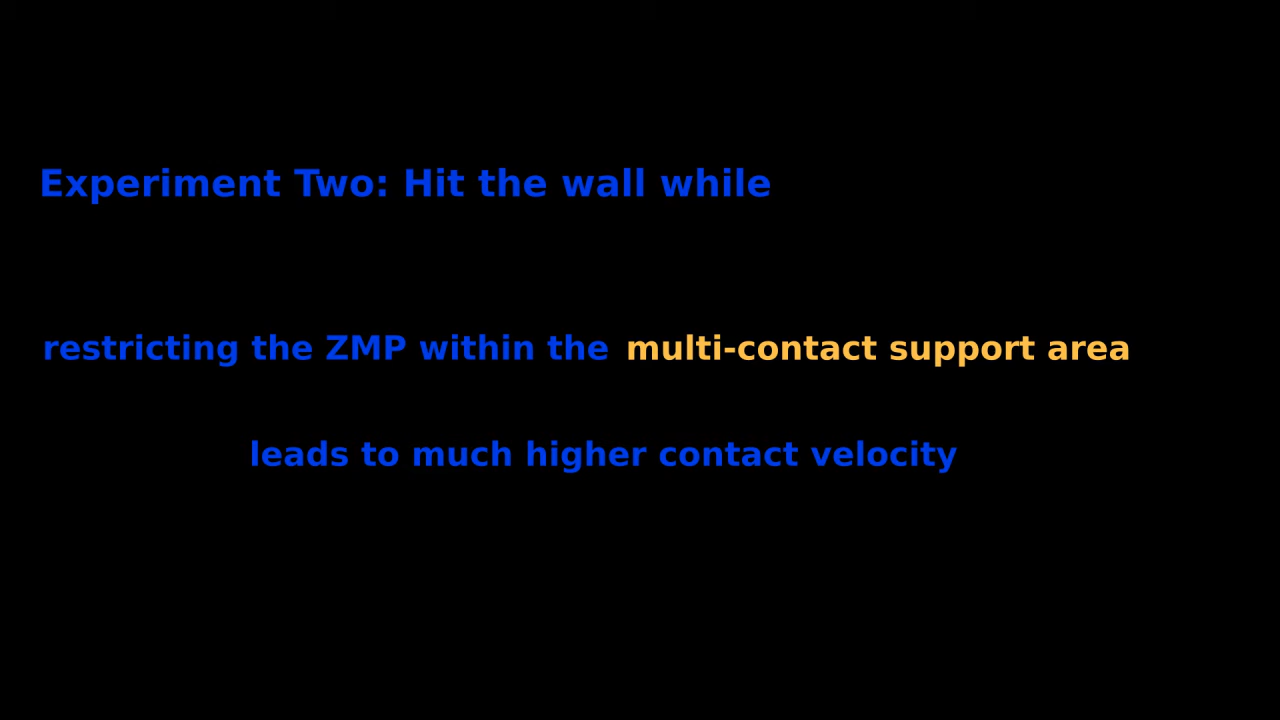 Experiment Two: Hit the wall while
restricting the ZMP within the multi-contact support area
leads to much higher contact velocity